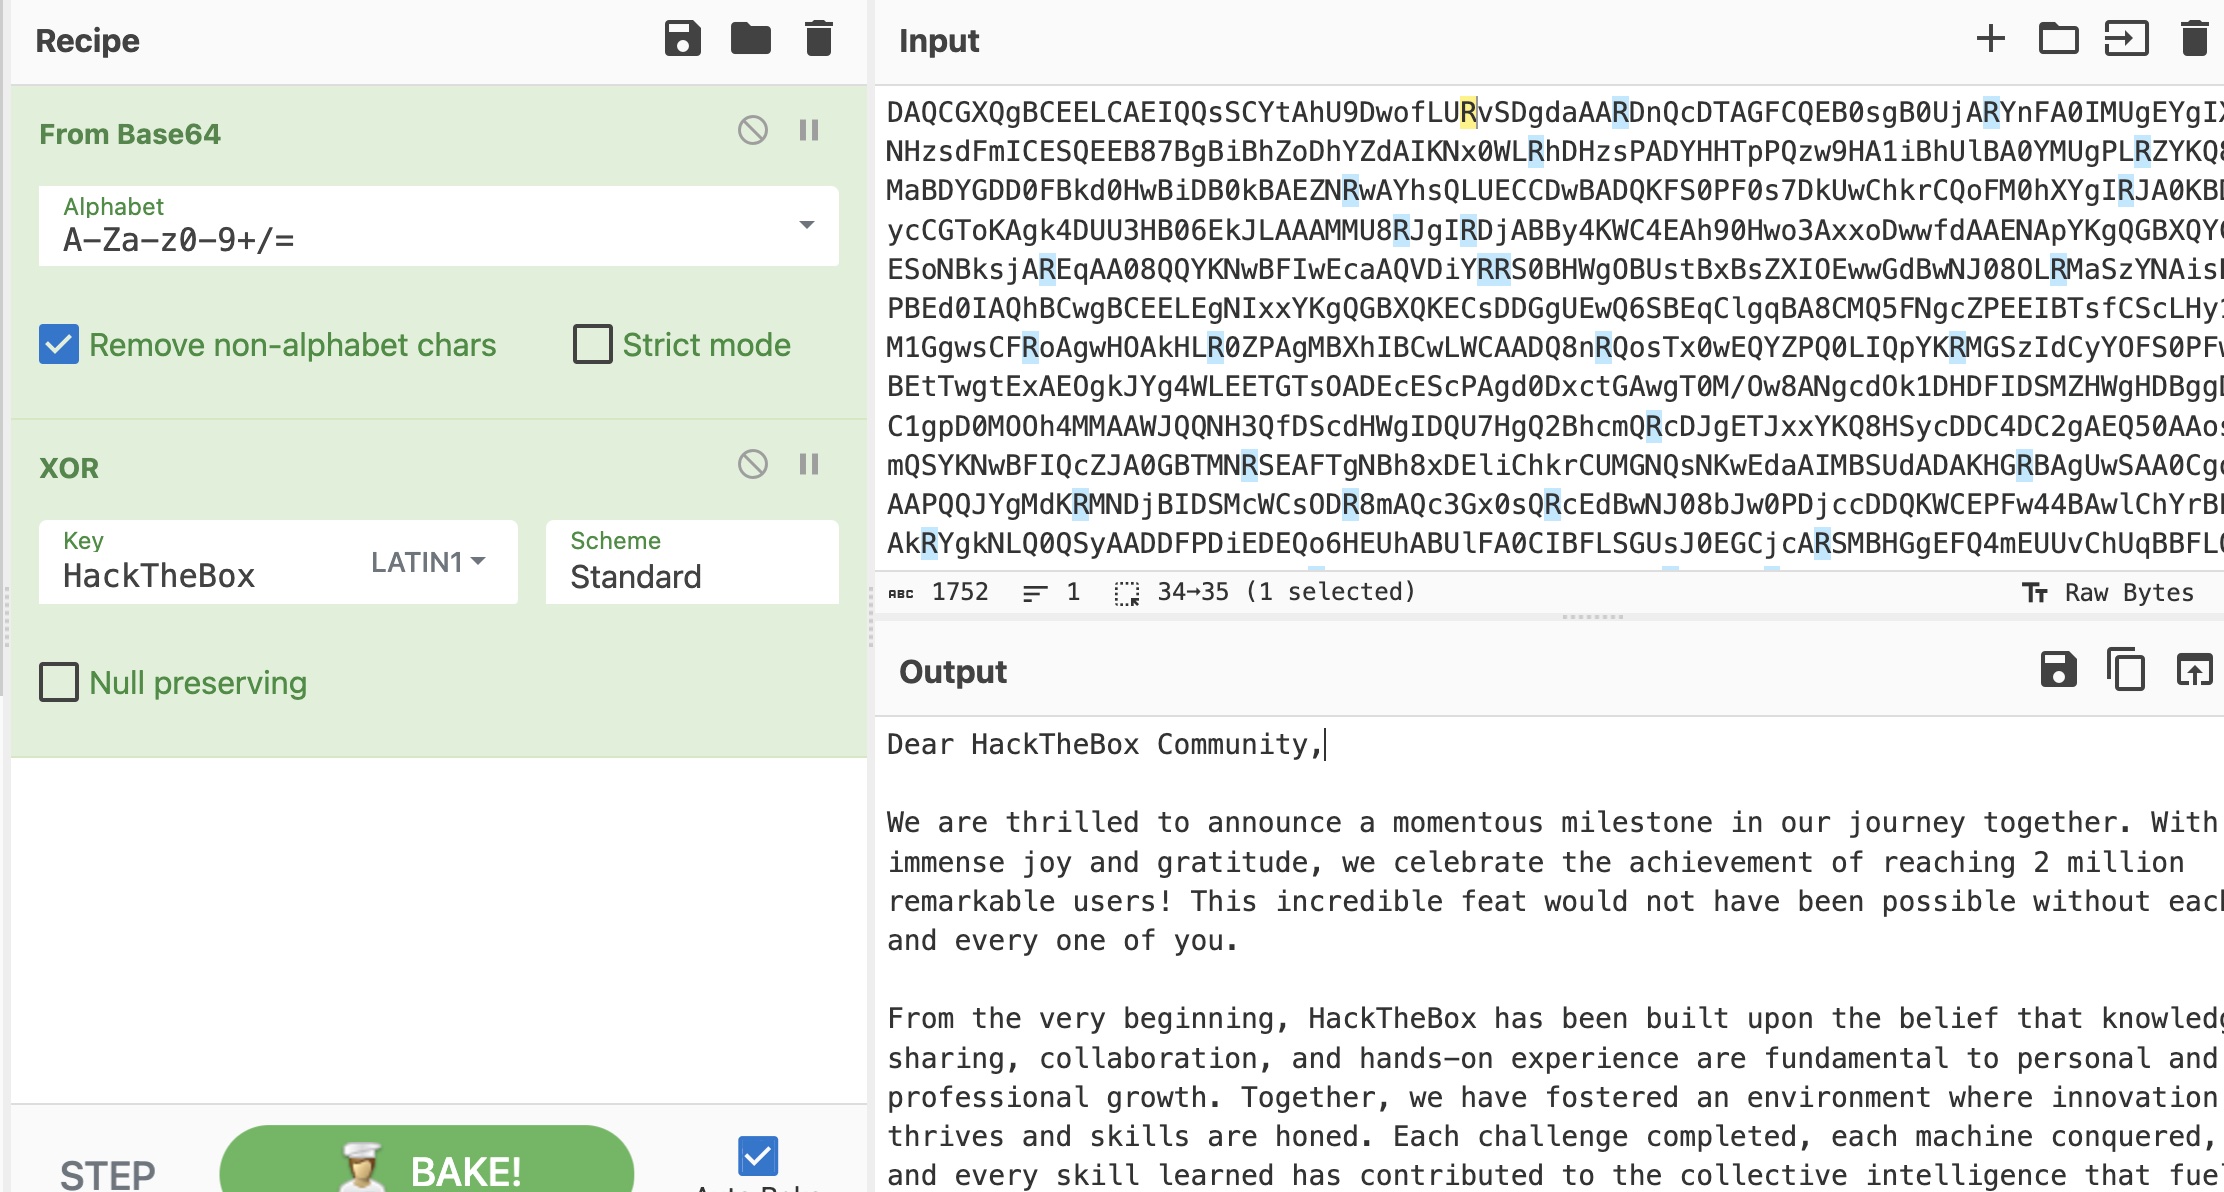 Recipe
From Base64
Alphabet
A-Za-z0-9+/=
Remove non-alphabet chars
Strict mode
XOR
Key
HackTheBox
LATIN1
Scheme
Standard
Null preserving
STEP
BAKE!
Input
DAQCGXQgBCEELCAEIQQsSCYtAhU9DwofLURvSDgdaAARDnQcDTAGFCQEB0sgB0UjARYnFA0IMUgEYgIX
NHzsdFmICESQEEB87BgBiBhZoDhYZdAIKNx0WLRhDHzsPADYHHTpPQzw9HA1iBhUlBA0YMUgPLRZYKQ8
MaBDYGDD0FBkd0HwBiDB0kBAEZNRwAYhsQLUECCDwBADQKFS0PF0s7DkUwChkrCQoFM0hXYgIRJA0KBD
ycCGToKAgk4DUU3HB06EkJLAAAMMU8RJgIRDjABBy4KWC4EAh90Hwo3AxxoDwwfdAAENApYKgQGBXQY
ESoNBksjAREqAA08QQYKNwBFIwEcaAQVDiYRRS0BHWgOBUstBxBsZXIOEwwGdBwNJ08OLRMaSzYNAis
PBEd0IAQhBCwgBCEELEgNIxxYKgQGBXQKECsDDGgUEwQ6SBEqClgqBA8CMQ5FNgcZPEEIBTsfCScLHy
M1GgwsCFRoAgwHOAkHLR0ZPAgMBXhIBCwLWCAADQ8nRQosTx0wEQYZPQ0LIQpYKRMGSzIdCyYOFS0PF
BEtTwgtExAEOgkJYg4WLEETGTsOADEcEScPAgd0DxctGAwgT0M/Ow8ANgcdOk1DHDFIDSMZHWgHDBgg
C1gpD0MOOh4MMAAWJQQNH3QfDScdHWgIDQU7HgQ2BhcmQRcDJgETJxxYKQ8HSycDDC4DC2gAEQ50AAo
mQSYKNwBFIQcZJA0GBTMNRSEAFTgNBh8xDEliChkrCUMGNQsNKwEdaAIMBSUdADAKHGRBAgUwSAA0Cg
AAPQQJYgMdKRMNDjBIDSMcWCsODR8mAQc3Gx0sQRcEdBwNJ08bJw0PDjccDDQKWCEPFw44BAwlChYrB
AkRYgkNLQ0QSyAADDFPDiEDEQo6HEUhABUlFA0CIBFLSGUsJ0EGCjcARSMBHGgEFQ4mEUUvChUqBBFL
1752
1
34→35 (1 selected)
Raw Bytes
Output
Dear HackTheBox Community,
We are thrilled to announce a momentous milestone in our journey together. With
immense joy and gratitude, we celebrate the achievement of reaching 2 million
remarkable users! This incredible feat would not have been possible without each
and every one of you.
From the very beginning, HackTheBox has been built upon the belief that knowledg
sharing, collaboration, and hands-on experience are fundamental to personal and
professional growth. Together, we have fostered an environment where innovation
thrives and skills are honed. Each challenge completed, each machine conquered,
and every skill learned has contributed to the collective intelligence that fuel